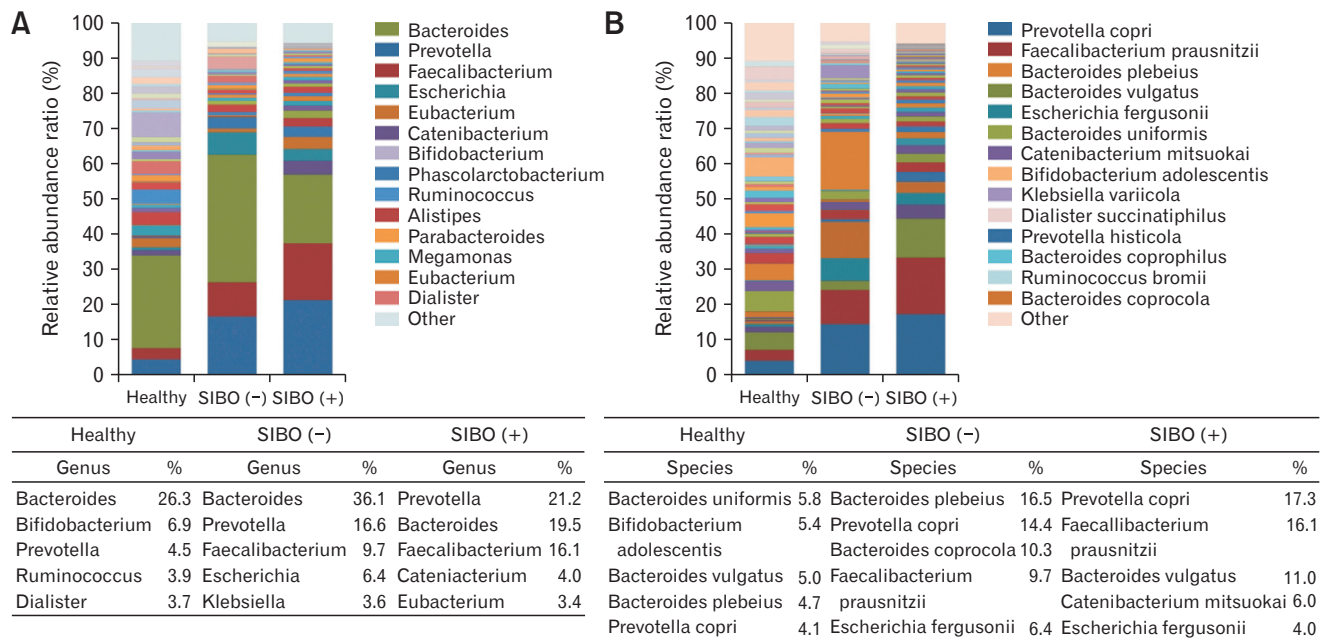 A
Relative abundance ratio (%)
100
90
80
70
60
50
40
30
20
10
0
Healthy SIBO (–) SIBO (+)
Bacteroides
Prevotella
Faecalibacterium
Escherichia
Eubacterium
Catenibacterium
Bifidobacterium
Phascolarctobacterium
Ruminococcus
Alistipes
Parabacteroides
Megamonas
Eubacterium
Dialister
Other
Healthy SIBO (–) SIBO (+)
Genus % Genus % Genus %
Bacteroides 26.3 Bacteroides 36.1 Prevotella 21.2
Bifidobacterium 6.9 Prevotella 16.6 Bacteroides 19.5
Prevotella 4.5 Faecalibacterium 9.7 Faecalibacterium 16.1
Ruminococcus 3.9 Escherichia 6.4 Cateniacterium 4.0
Dialister 3.7 Klebsiella 3.6 Eubacterium 3.4
B
Relative abundance ratio (%)
100
90
80
70
60
50
40
30
20
10
0
Healthy SIBO (–) SIBO (+)
Prevotella copri
Faecalibacterium prausnitzii
Bacteroides plebeius
Bacteroides vulgatus
Escherichia fergusonii
Bacteroides uniformis
Catenibacterium mitsuokai
Bifidobacterium adolescentis
Klebsiella variicola
Dialister succinatiphilus
Prevotella histicola
Bacteroides coprophilus
Ruminococcus bromii
Bacteroides coprocola
Other
Healthy SIBO (–) SIBO (+)
Species % Species % Species %
Bacteroides uniformis 5.8 Bacteroides plebeius 16.5 Prevotella copri 17.3
Bifidobacterium 5.4 Prevotella copri 14.4 Faecallibacterium 16.1
adolescentis Bacteroides coprocola 10.3 prausnitzii
Bacteroides vulgatus 5.0 Faecalibacterium 9.7 Bacteroides vulgatus 11.0
Bacteroides plebeius 4.7 prausnitzii Catenibacterium mitsuokai 6.0
Prevotella copri 4.1 Escherichia fergusonii 6.4 Escherichia fergusonii 4.0